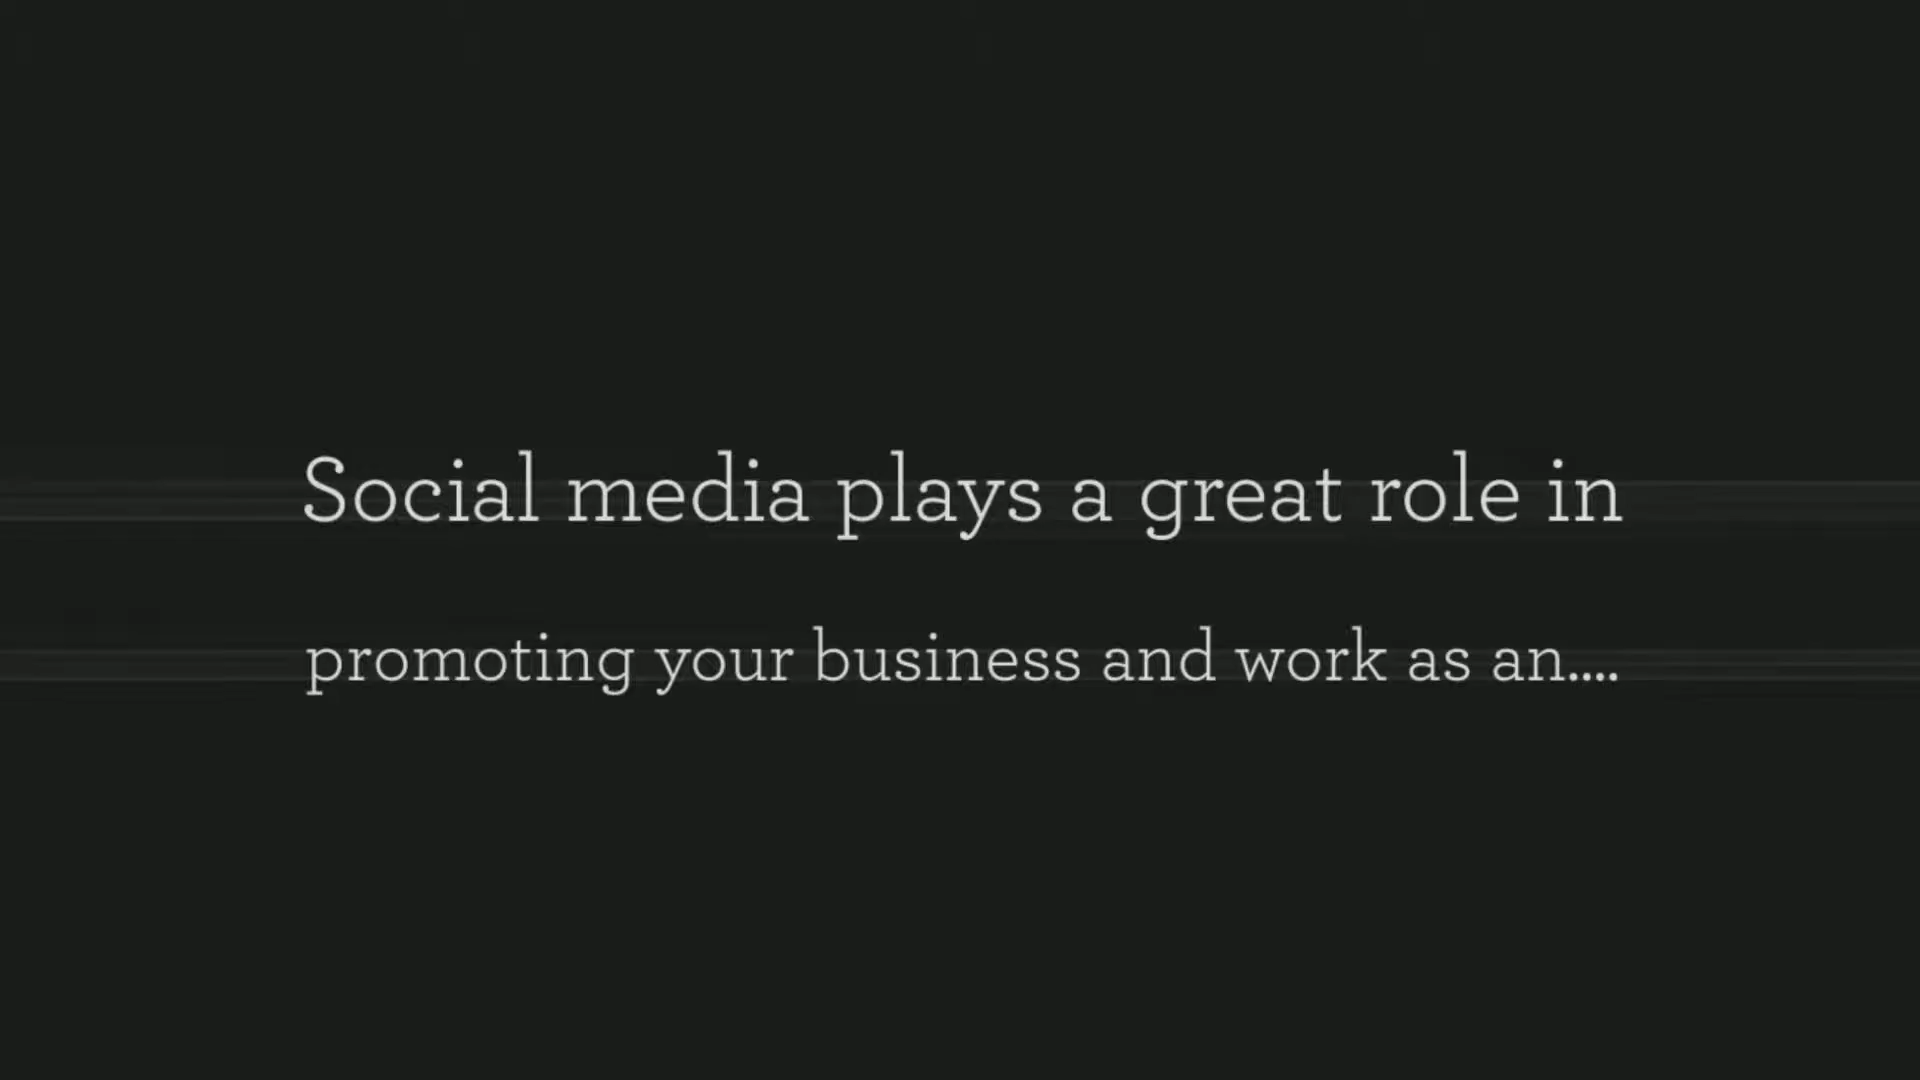 Social media plays a great role in
promoting your business and work as an....